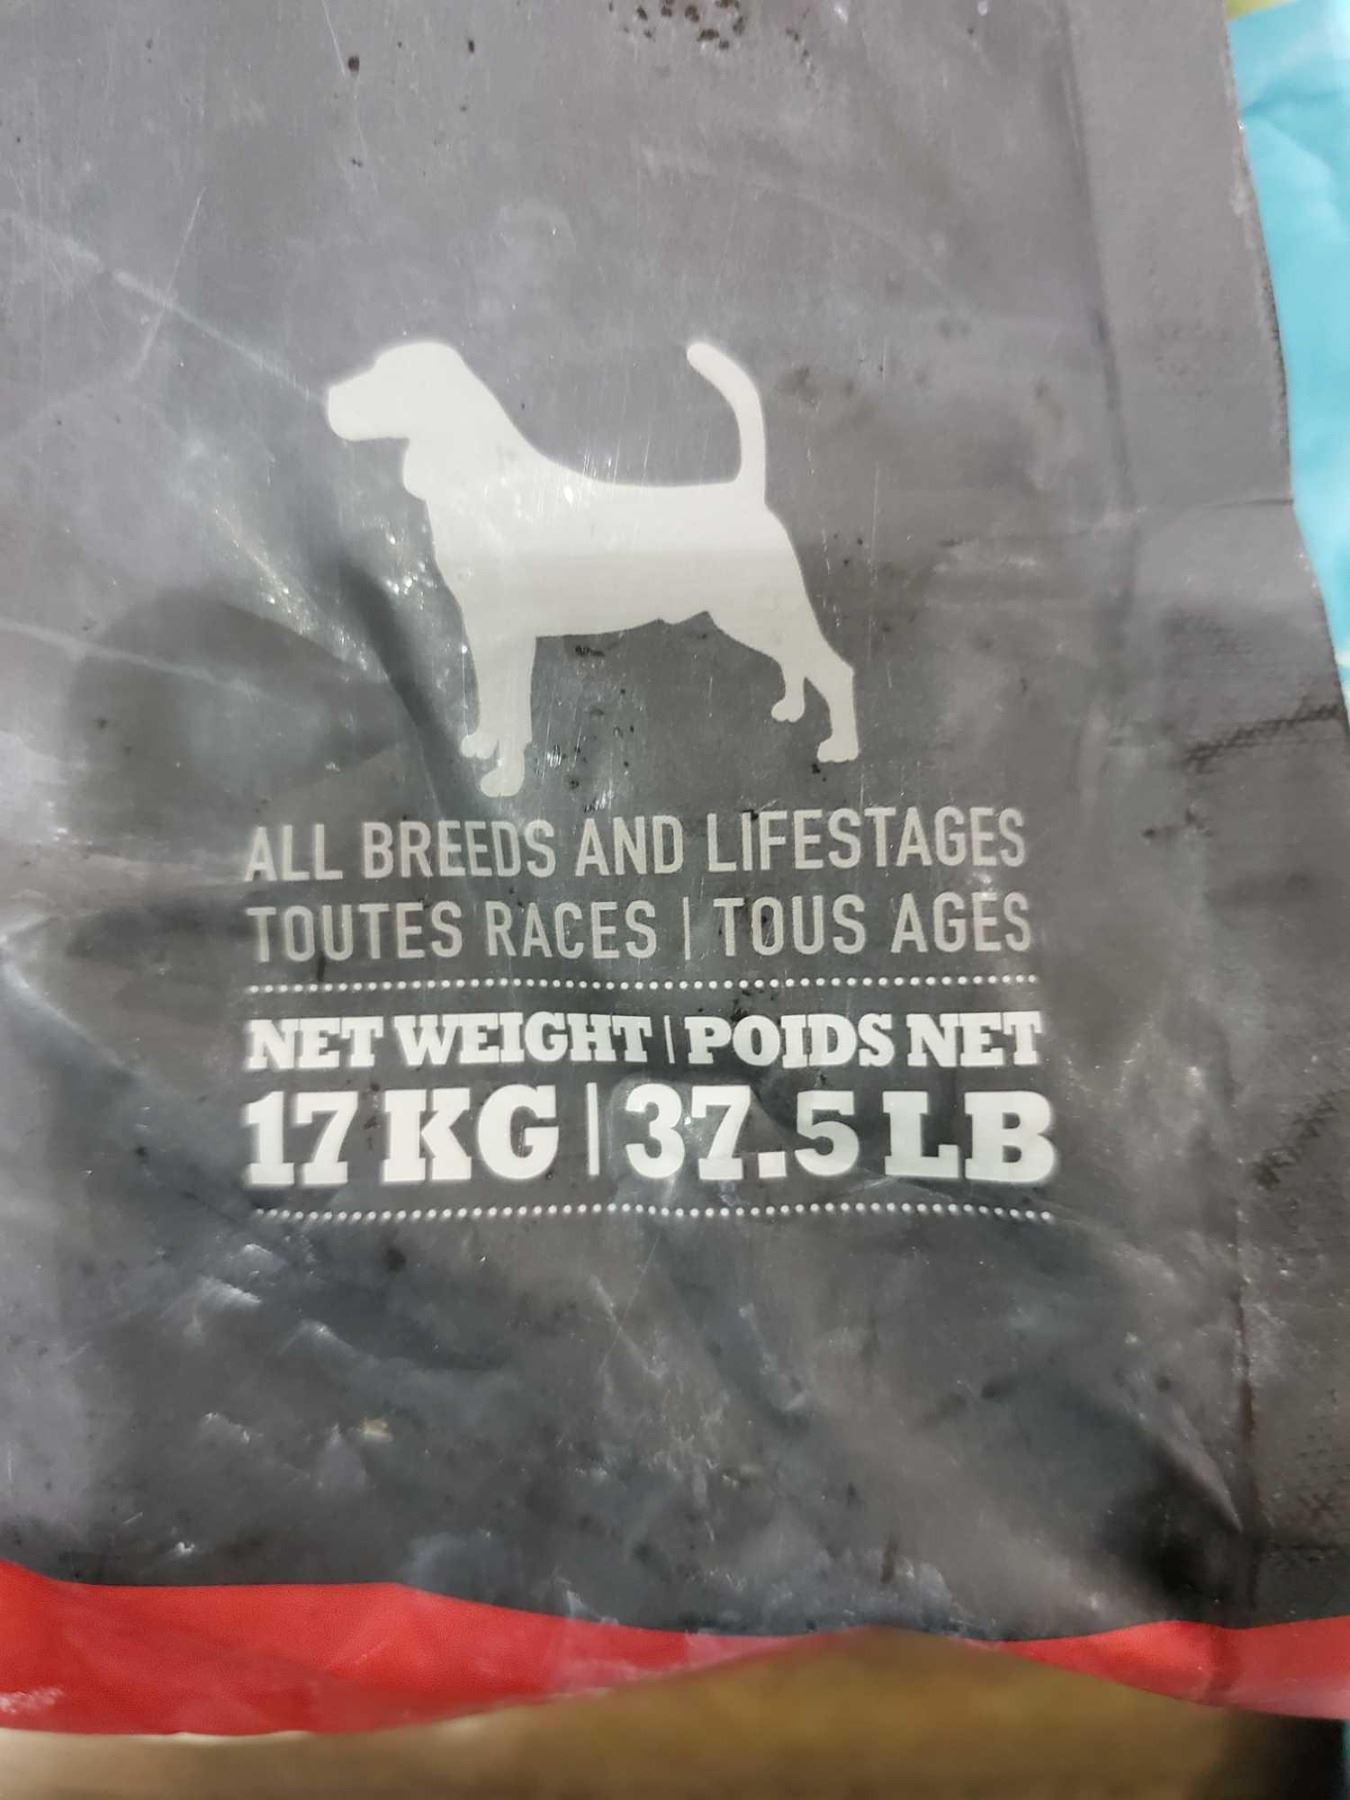 ALL BREEDS AND LIFESTAGES
TOUTES RACES | TOUS AGES
NET WEIGHT | POIDS NET
17 KG | 37.5 LB